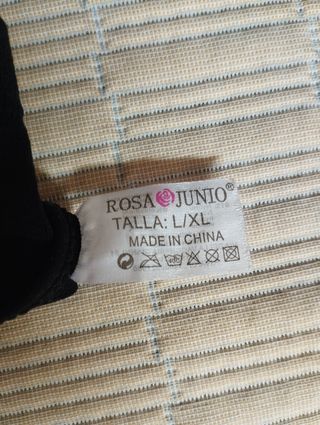 ROSA JUNIO®
TALLA: L/XL
MADE IN CHINA